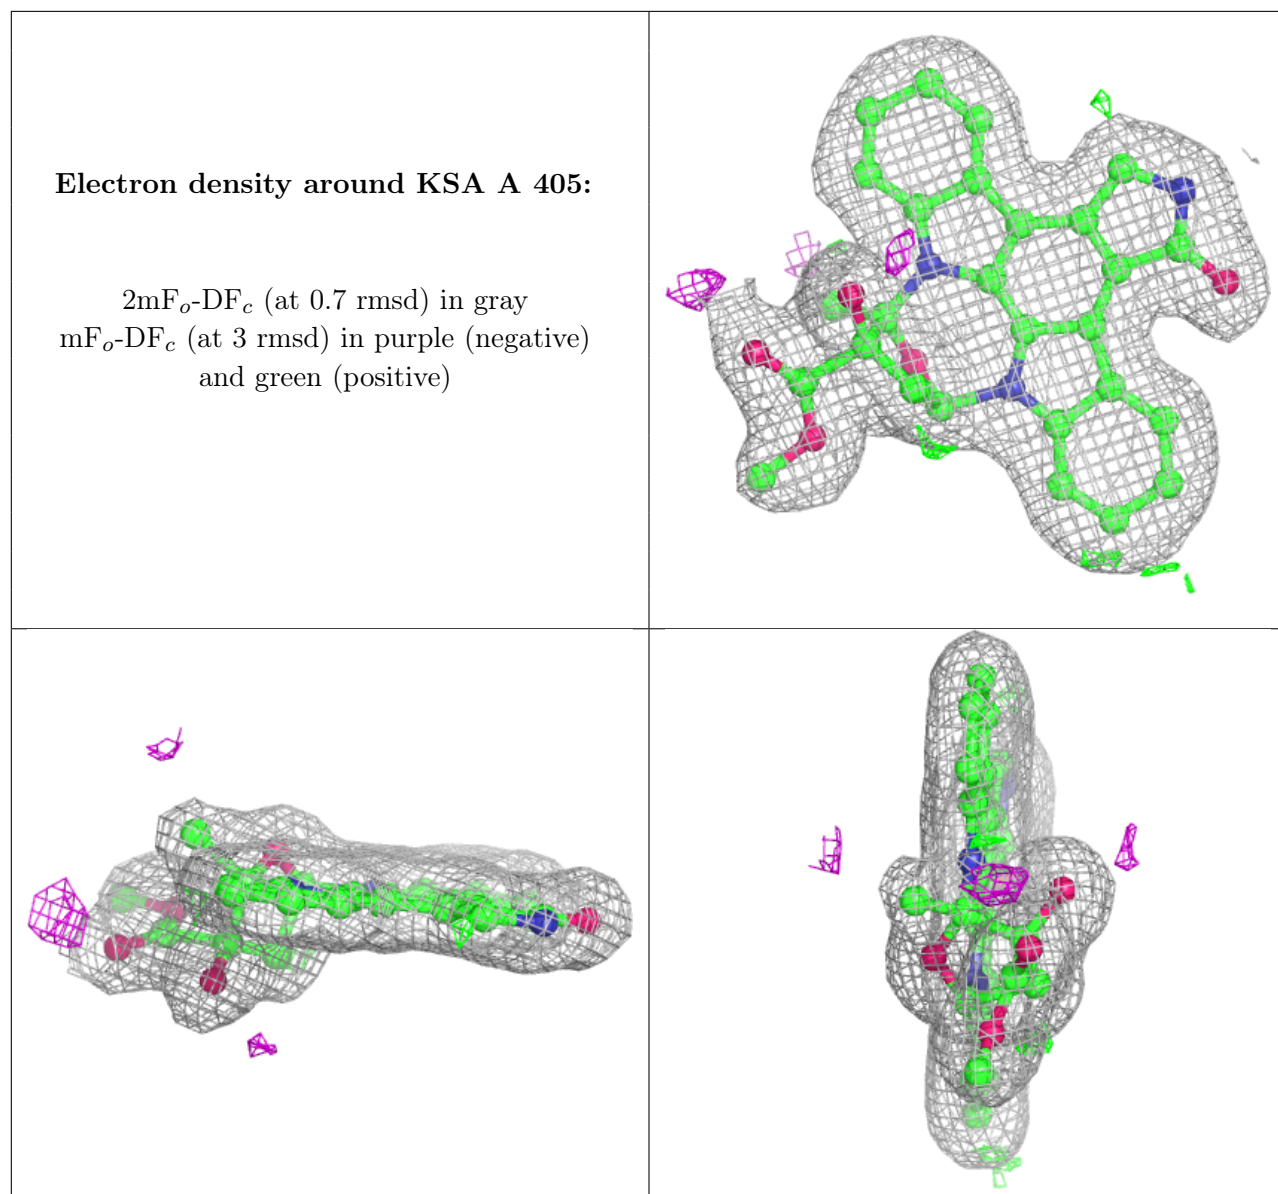 Electron density around KSA A 405:
2mFo-DFc (at 0.7 rmsd) in gray
mFo-DFc (at 3 rmsd) in purple (negative)
and green (positive)